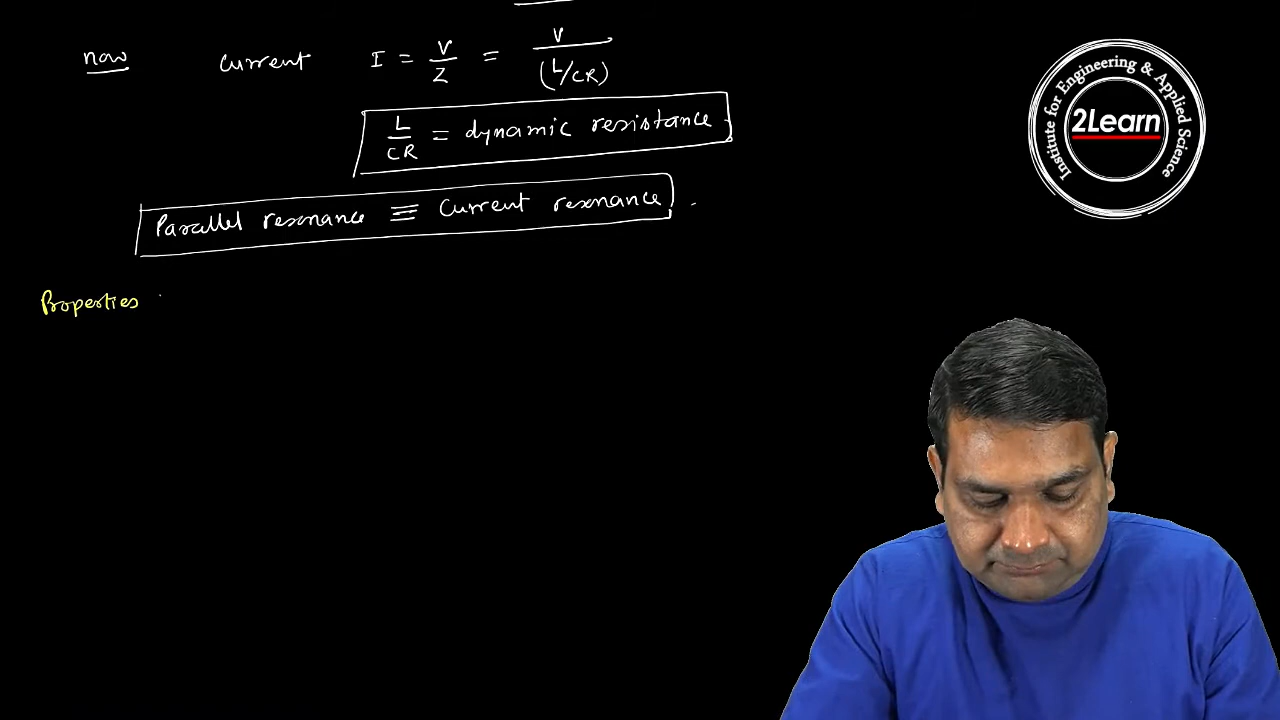 now current I = V/Z = V/(L/CR)
L/CR = dynamic resistance
Parallel resonance ≡ Current resonance.
Properties
Institute for Engineering & Applied Science
2Learn